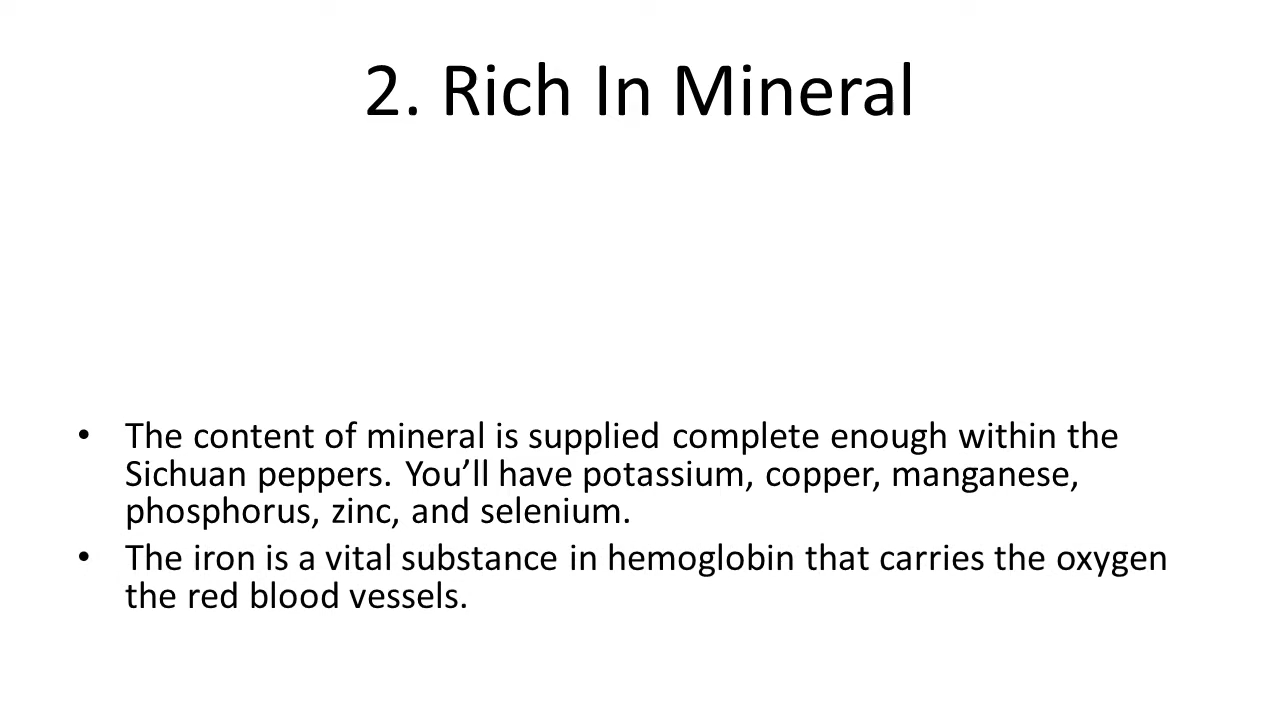 2. Rich In Mineral
• The content of mineral is supplied complete enough within the
Sichuan peppers. You’ll have potassium, copper, manganese,
phosphorus, zinc, and selenium.
• The iron is a vital substance in hemoglobin that carries the oxygen
the red blood vessels.